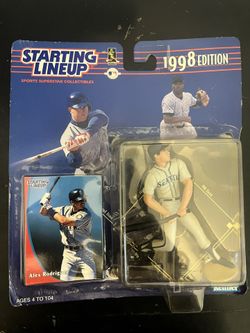 STARTING
LINEUP
SPORTS SUPERSTAR COLLECTIBLES
1998 EDITION
STARTING
LINEUP
SEATTLE
Alex Rodrig
AGES 4 TO 104